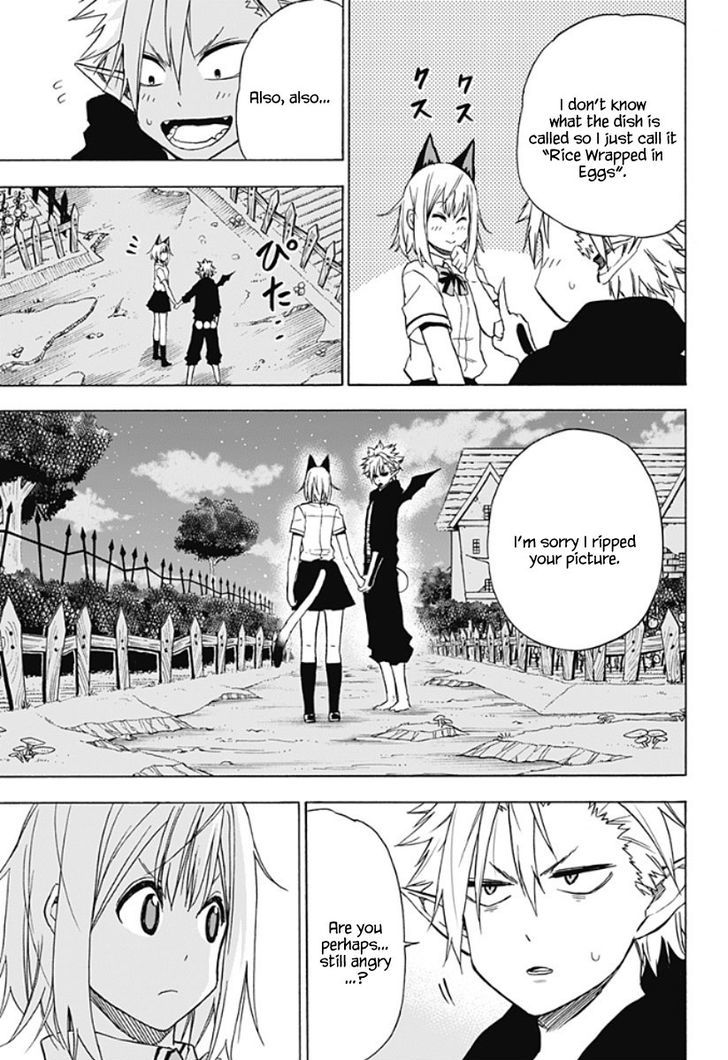 I don't know
what the dish is
called so I just call it
"Rice Wrapped in
Eggs".
クス
クス
Also, also...
ぴた..
I'm sorry I ripped
your picture.
Are you
perhaps...
still angry
...?